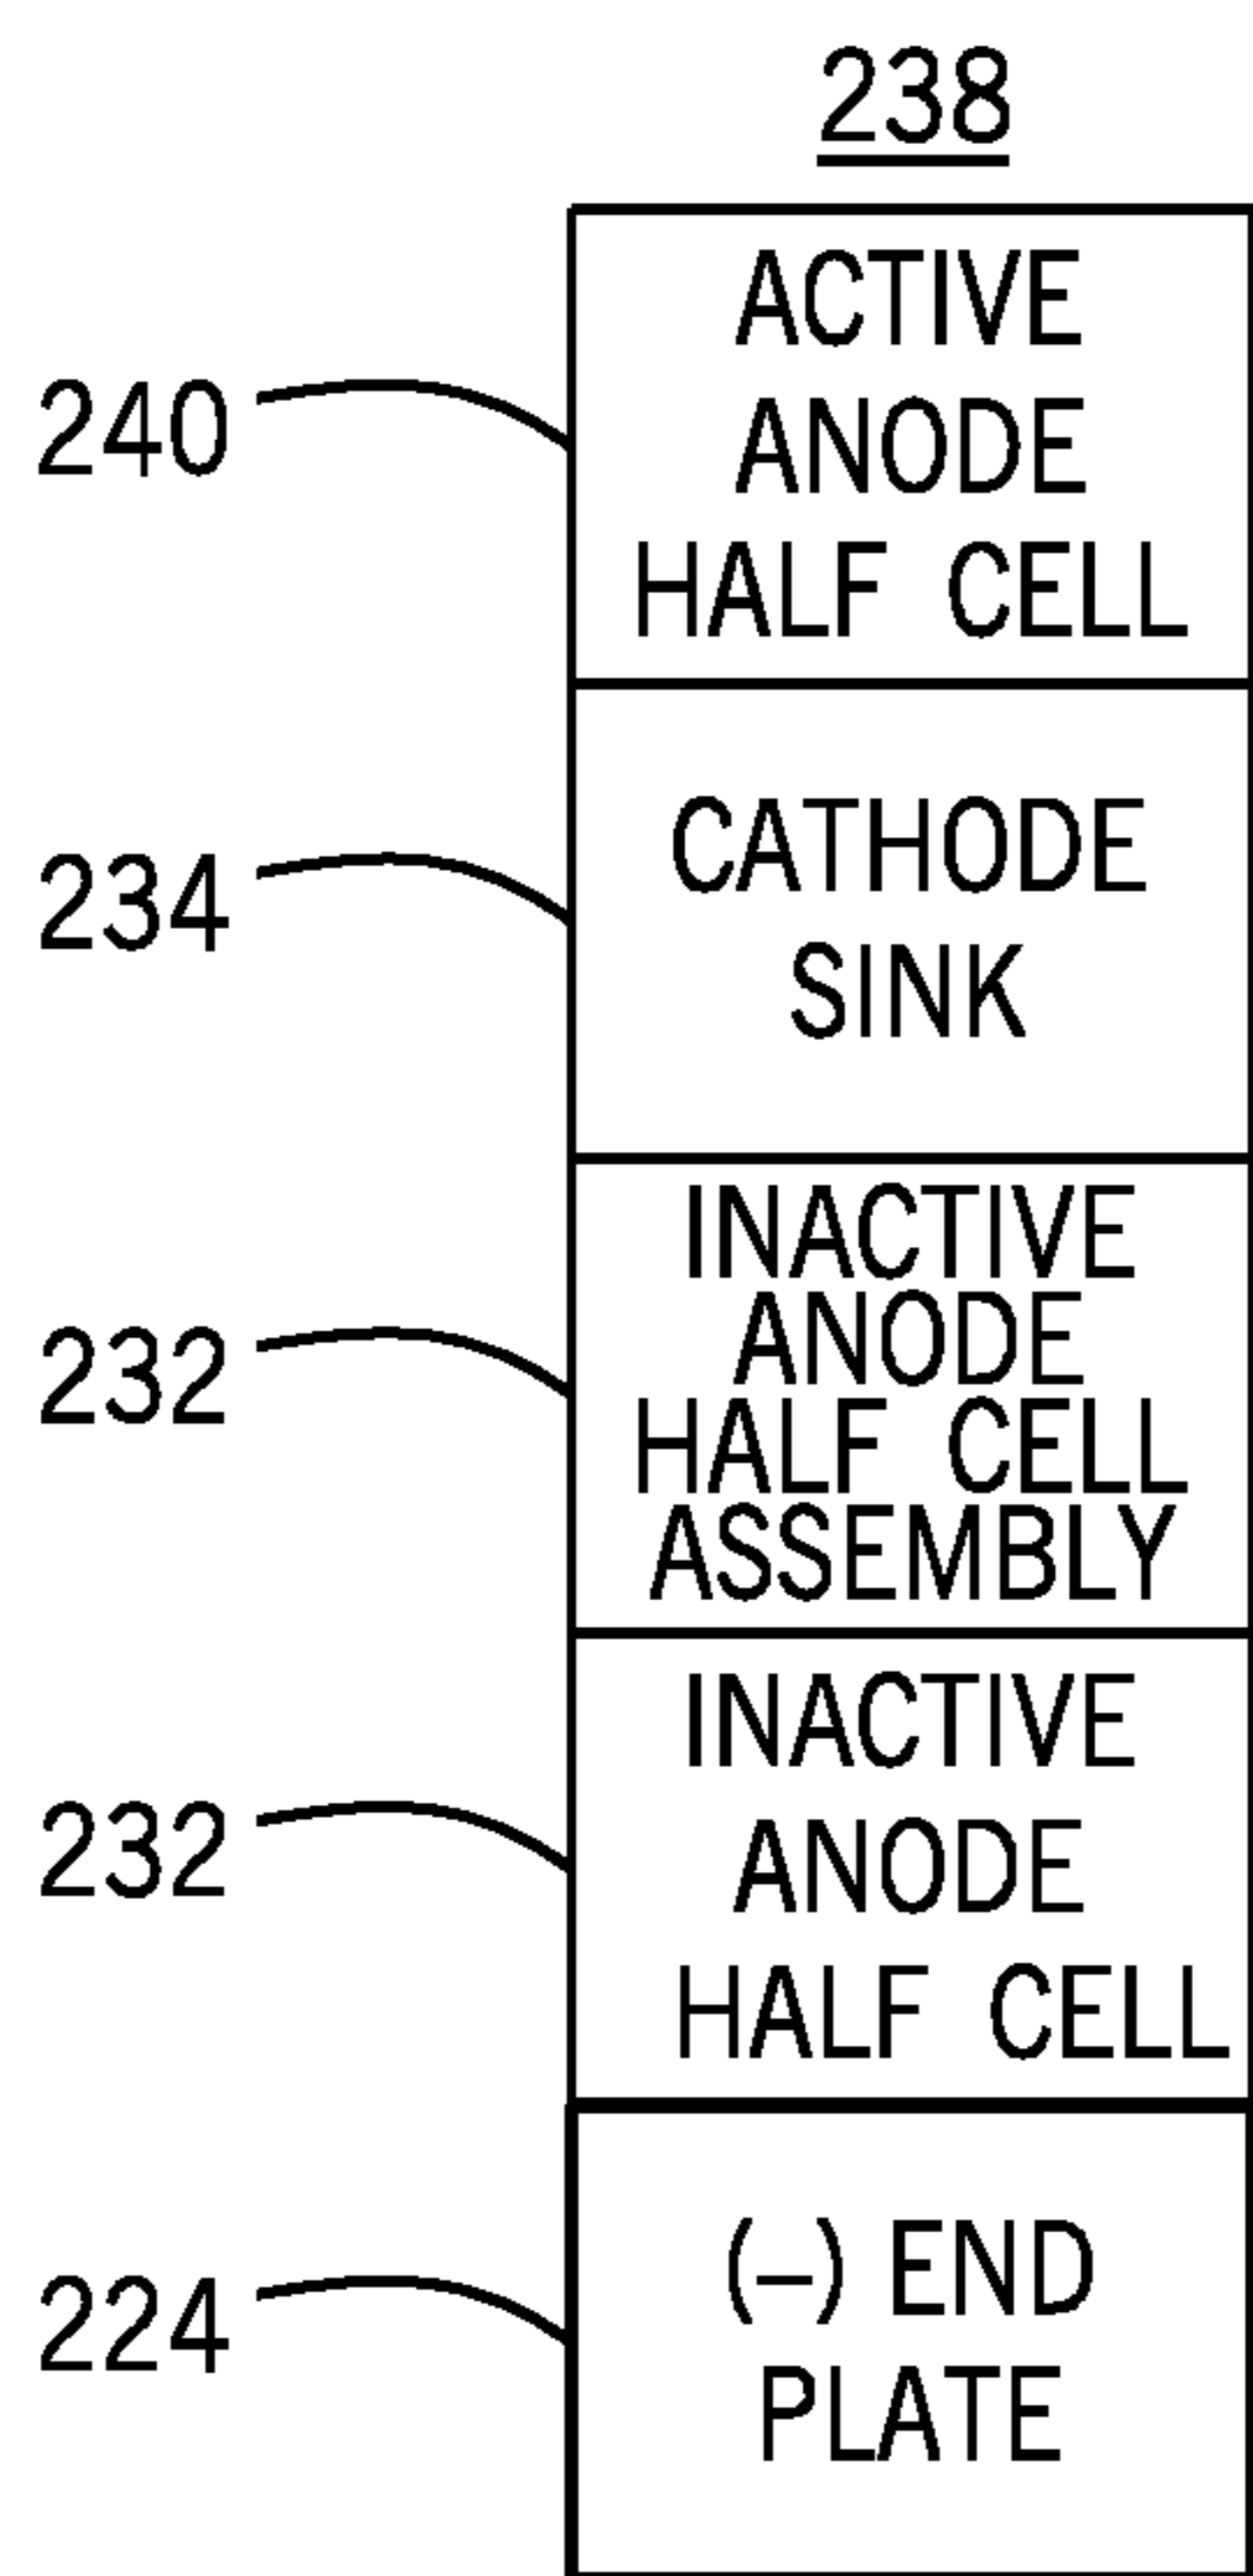 238
ACTIVE
ANODE
HALF CELL
240
CATHODE
SINK
234
INACTIVE
ANODE
HALF CELL
ASSEMBLY
232
INACTIVE
ANODE
HALF CELL
232
(–) END
PLATE
224